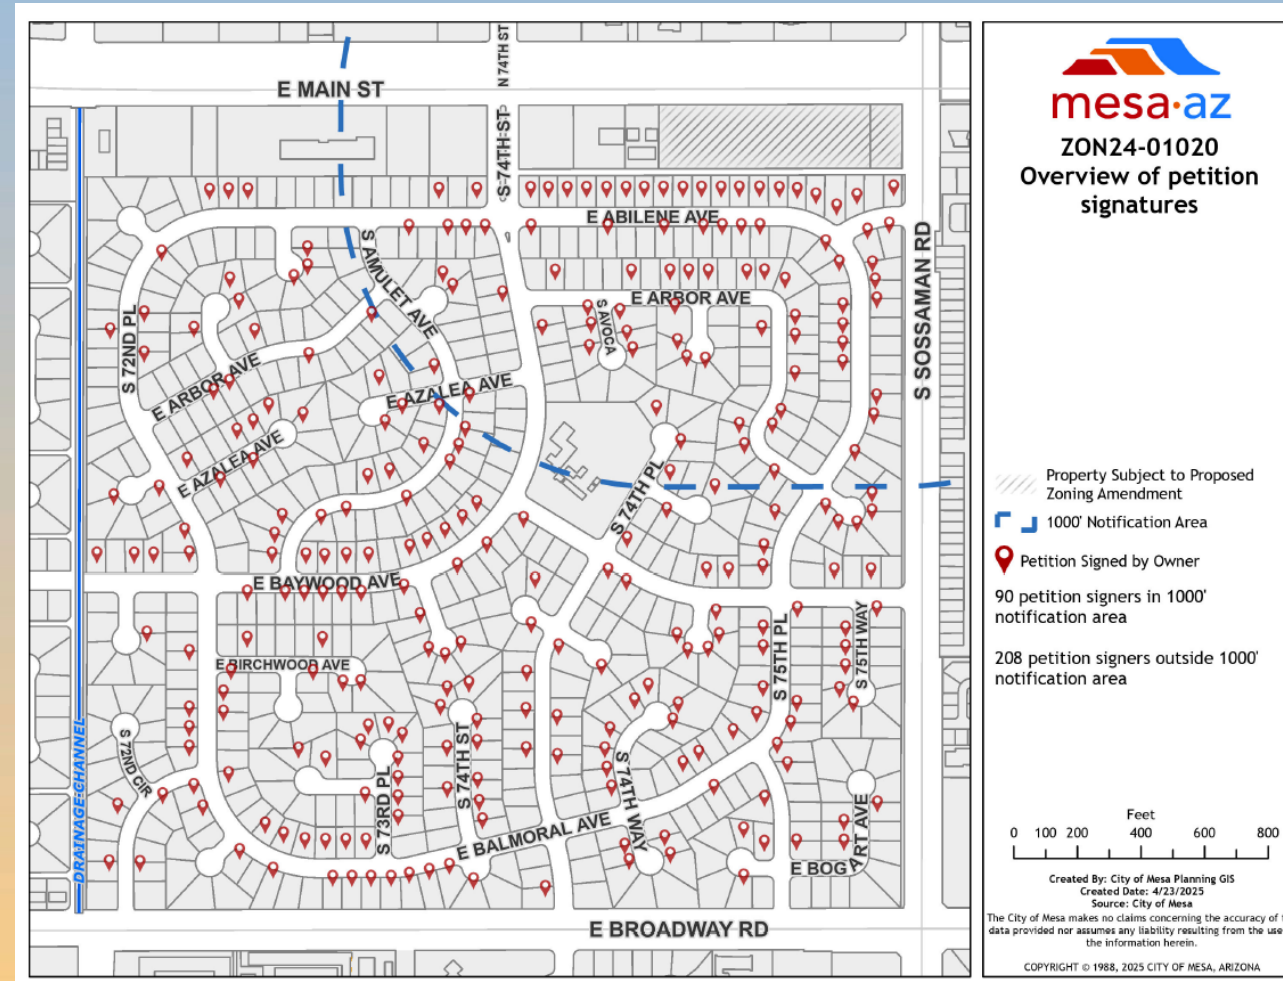 N 74TH ST
E MAIN ST
S 74TH ST
E ABILENE AVE
S AMULET AVE
E ARBOR AVE
S AVOCA
S SOSSAMAN RD
S 72ND PL
E ARBOR AVE
E AZALEA AVE
E AZALEA AVE
S 74TH PL
E BAYWOOD AVE
E BIRCHWOOD AVE
S 75TH PL
S 75TH WAY
DRAINAGE CHANNEL
S 72ND CIR
S 73RD PL
S 74TH ST
S 74TH WAY
E BALMORAL AVE
E BOGART AVE
E BROADWAY RD
mesa·az
ZON24-01020
Overview of petition
signatures
Property Subject to Proposed
Zoning Amendment
1000' Notification Area
Petition Signed by Owner
90 petition signers in 1000'
notification area
208 petition signers outside 1000'
notification area
Feet
0 100 200 400 600 800
Created By: City of Mesa Planning GIS
Created Date: 4/23/2025
Source: City of Mesa
The City of Mesa makes no claims concerning the accuracy of
data provided nor assumes any liability resulting from the use
the information herein.
COPYRIGHT © 1988, 2025 CITY OF MESA, ARIZONA